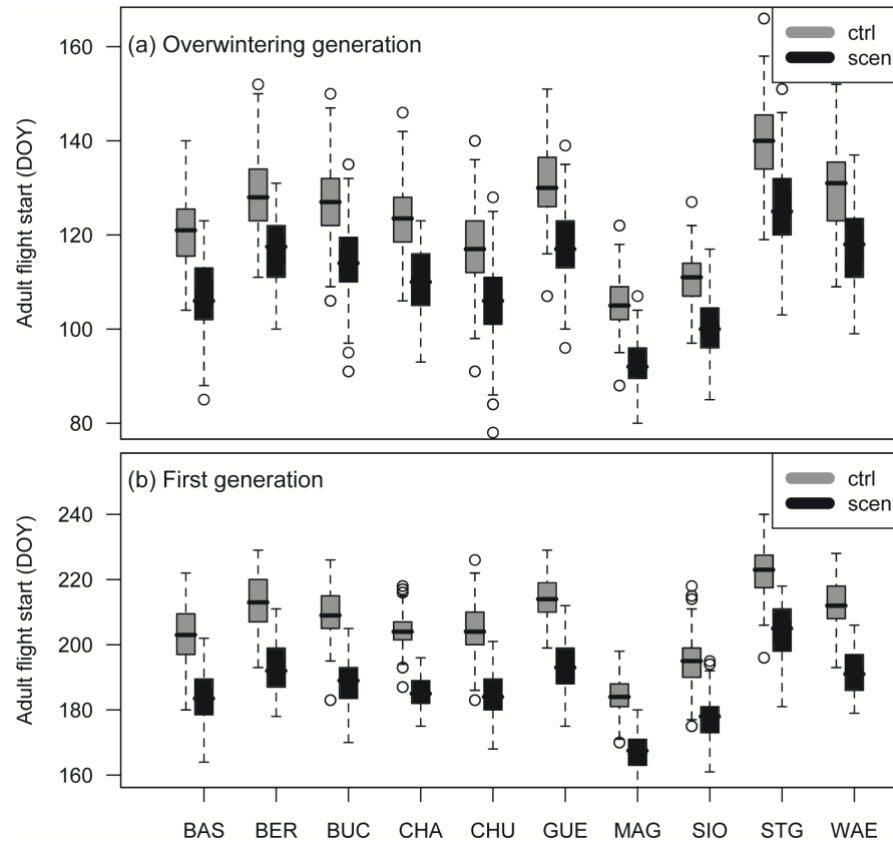 (a) Overwintering generation
ctrl
scen
Adult flight start (DOY)
160
140
120
100
80
(b) First generation
ctrl
scen
Adult flight start (DOY)
240
220
200
180
160
BAS BER BUC CHA CHU GUE MAG SIO STG WAE